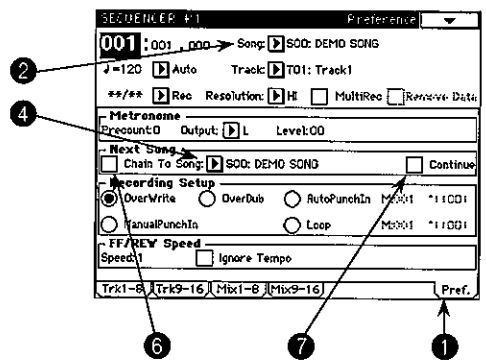 SEQUENCER #1 Preference
001 :001 .000 Song: S00: DEMO SONG
2
♩=120 Auto Track: T01: Track1
**/** Rec Resolution: HI MultiRec Remove Data
4
Metronome
Precount:0 Output: L Level:00
Next Song
Chain To Song: S00: DEMO SONG Continue
Recording Setup
OverWrite OverDub AutoPunchIn M:001
ManualPunchIn Loop M:001
FF/REW Speed
Speed:1 Ignore Tempo
Trk1-8 Trk9-16 Mix1-8 Mix9-16 Pref.
6 7 1